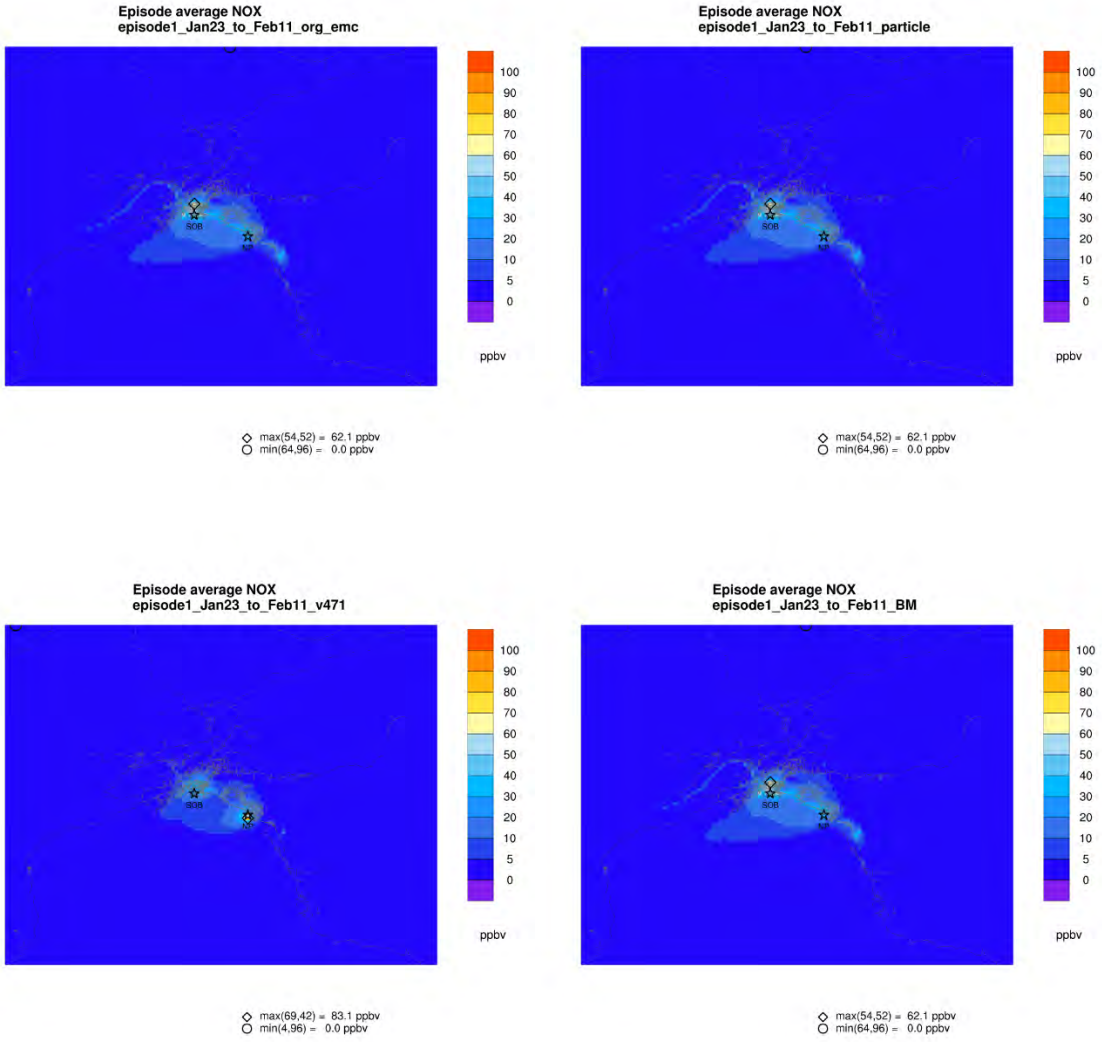 Episode average NOX
episode1_Jan23_to_Feb11_org_emc
100
90
80
70
60
50
40
30
20
10
5
0
ppbv
SOB
max(54,52) = 62.1 ppbv
min(64,96) = 0.0 ppbv
Episode average NOX
episode1_Jan23_to_Feb11_particle
100
90
80
70
60
50
40
30
20
10
5
0
ppbv
SOB
max(54,52) = 62.1 ppbv
min(64,96) = 0.0 ppbv
Episode average NOX
episode1_Jan23_to_Feb11_v471
100
90
80
70
60
50
40
30
20
10
5
0
ppbv
SOB
max(69,42) = 83.1 ppbv
min(4,96) = 0.0 ppbv
Episode average NOX
episode1_Jan23_to_Feb11_BM
100
90
80
70
60
50
40
30
20
10
5
0
ppbv
SOB
max(54,52) = 62.1 ppbv
min(64,96) = 0.0 ppbv